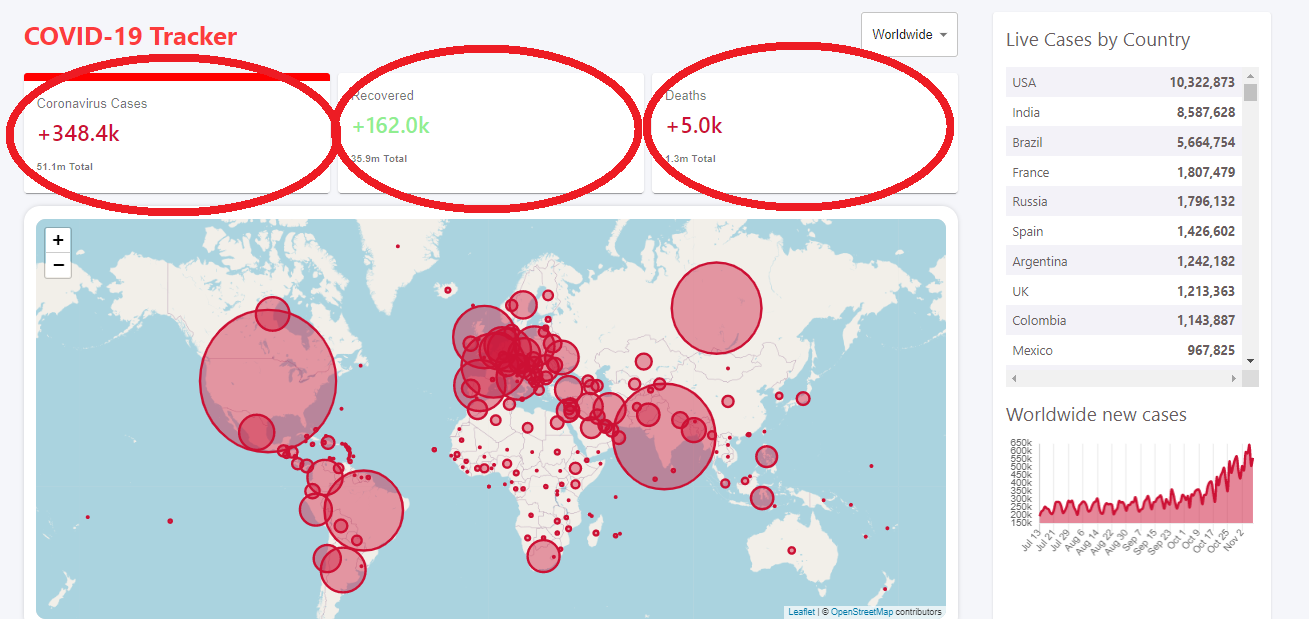 COVID-19 Tracker
Worldwide
Coronavirus Cases
+348.4k
51.1m Total
Recovered
+162.0k
35.9m Total
Deaths
+5.0k
1.3m Total
+
−
Leaflet | © OpenStreetMap contributors
Live Cases by Country
USA 10,322,873
India 8,587,628
Brazil 5,664,754
France 1,807,479
Russia 1,796,132
Spain 1,426,602
Argentina 1,242,182
UK 1,213,363
Colombia 1,143,887
Mexico 967,825
Worldwide new cases
650k
600k
550k
500k
450k
400k
350k
300k
250k
200k
150k
Jul 13
Jul 21
Jul 29
Aug 6
Aug 14
Aug 22
Aug 30
Sep 7
Sep 15
Sep 23
Oct 1
Oct 9
Oct 17
Oct 25
Nov 2